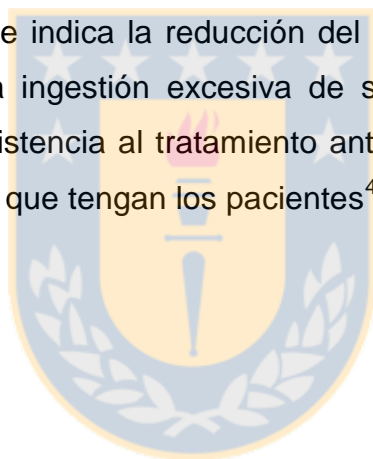 e indica la reducción del
ingestión excesiva de s
istencia al tratamiento ant
que tengan los pacientes⁴